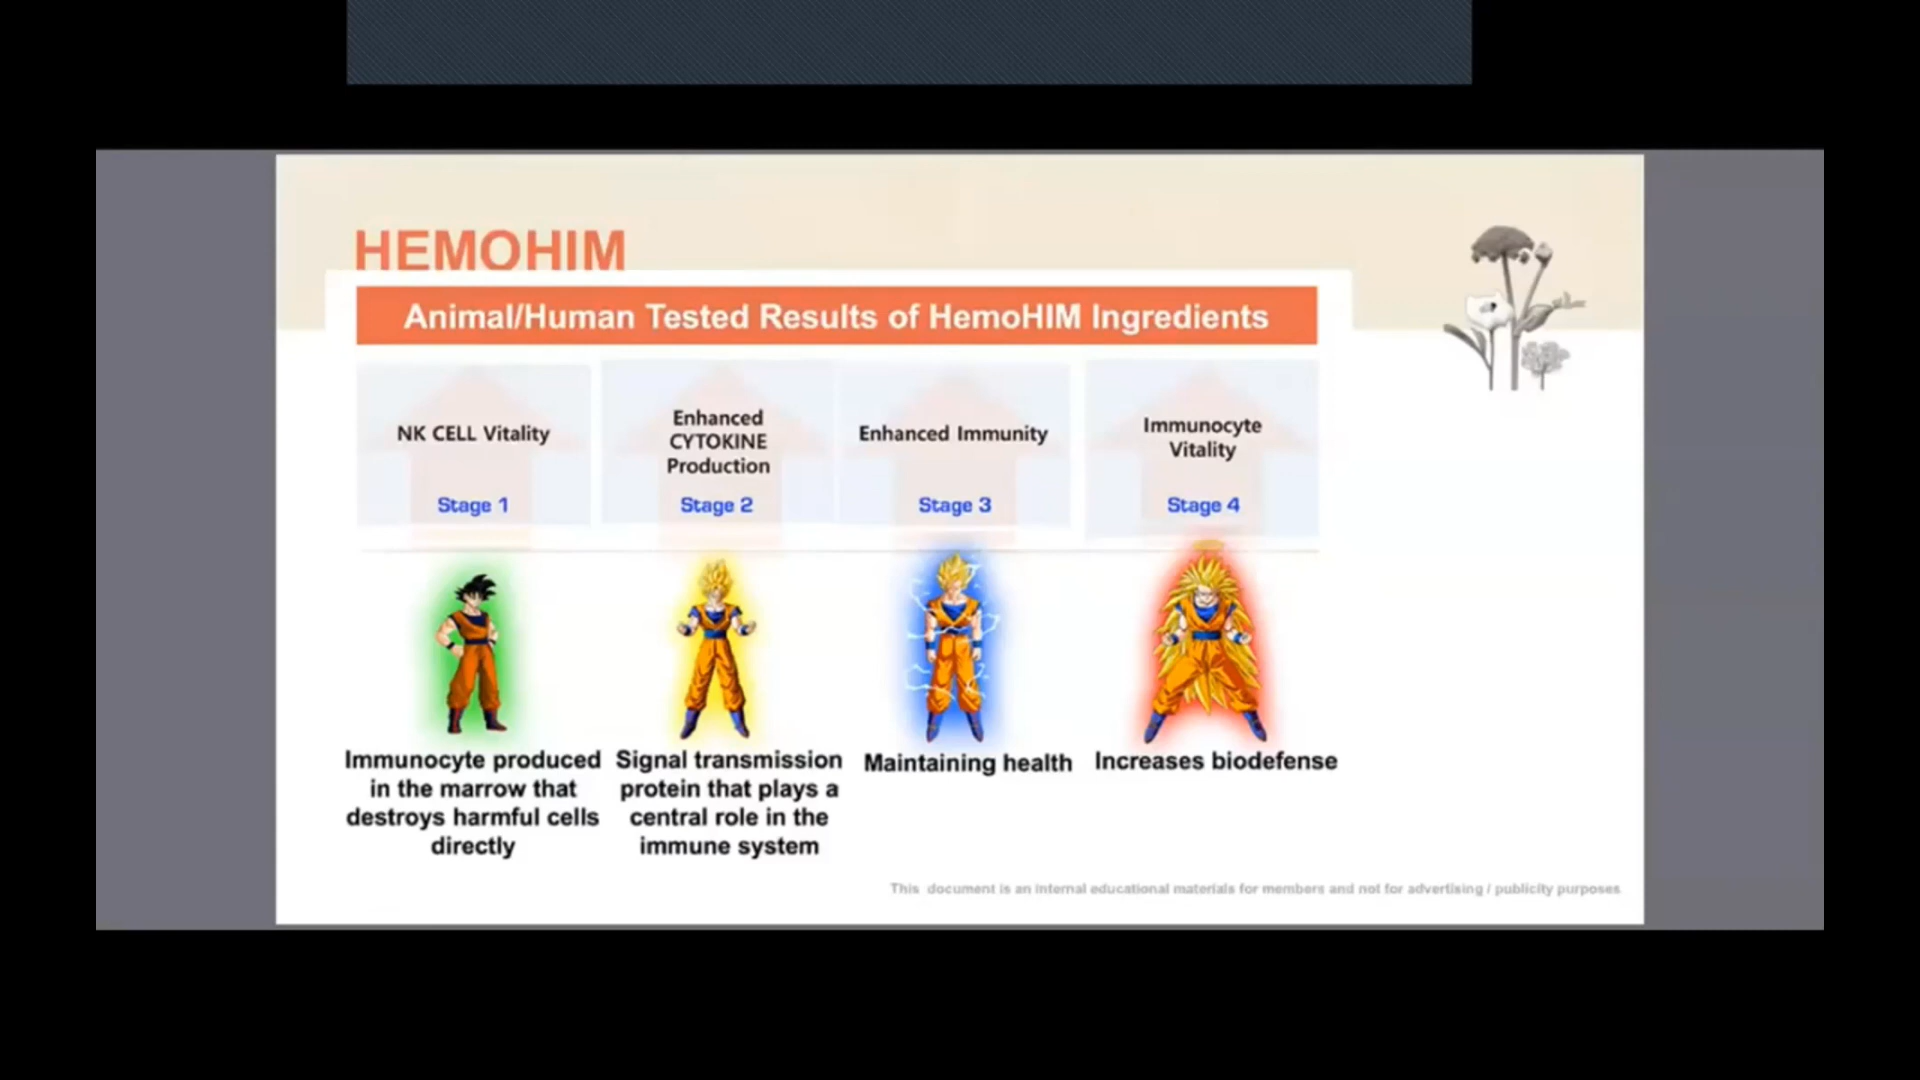 HEMOHIM
Animal/Human Tested Results of HemoHIM Ingredients
NK CELL Vitality
Stage 1
Enhanced
CYTOKINE
Production
Stage 2
Enhanced Immunity
Stage 3
Immunocyte
Vitality
Stage 4
Immunocyte produced
in the marrow that
destroys harmful cells
directly
Signal transmission
protein that plays a
central role in the
immune system
Maintaining health
Increases biodefense
This document is an internal educational materials for members and not for advertising / publicity purposes